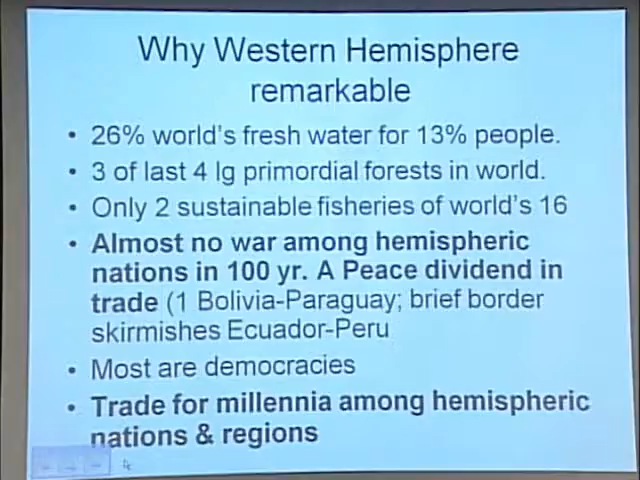 Why Western Hemisphere
remarkable
• 26% world's fresh water for 13% people.
• 3 of last 4 lg primordial forests in world.
• Only 2 sustainable fisheries of world's 16
• Almost no war among hemispheric
nations in 100 yr. A Peace dividend in
trade (1 Bolivia-Paraguay; brief border
skirmishes Ecuador-Peru
• Most are democracies
• Trade for millennia among hemispheric
nations & regions